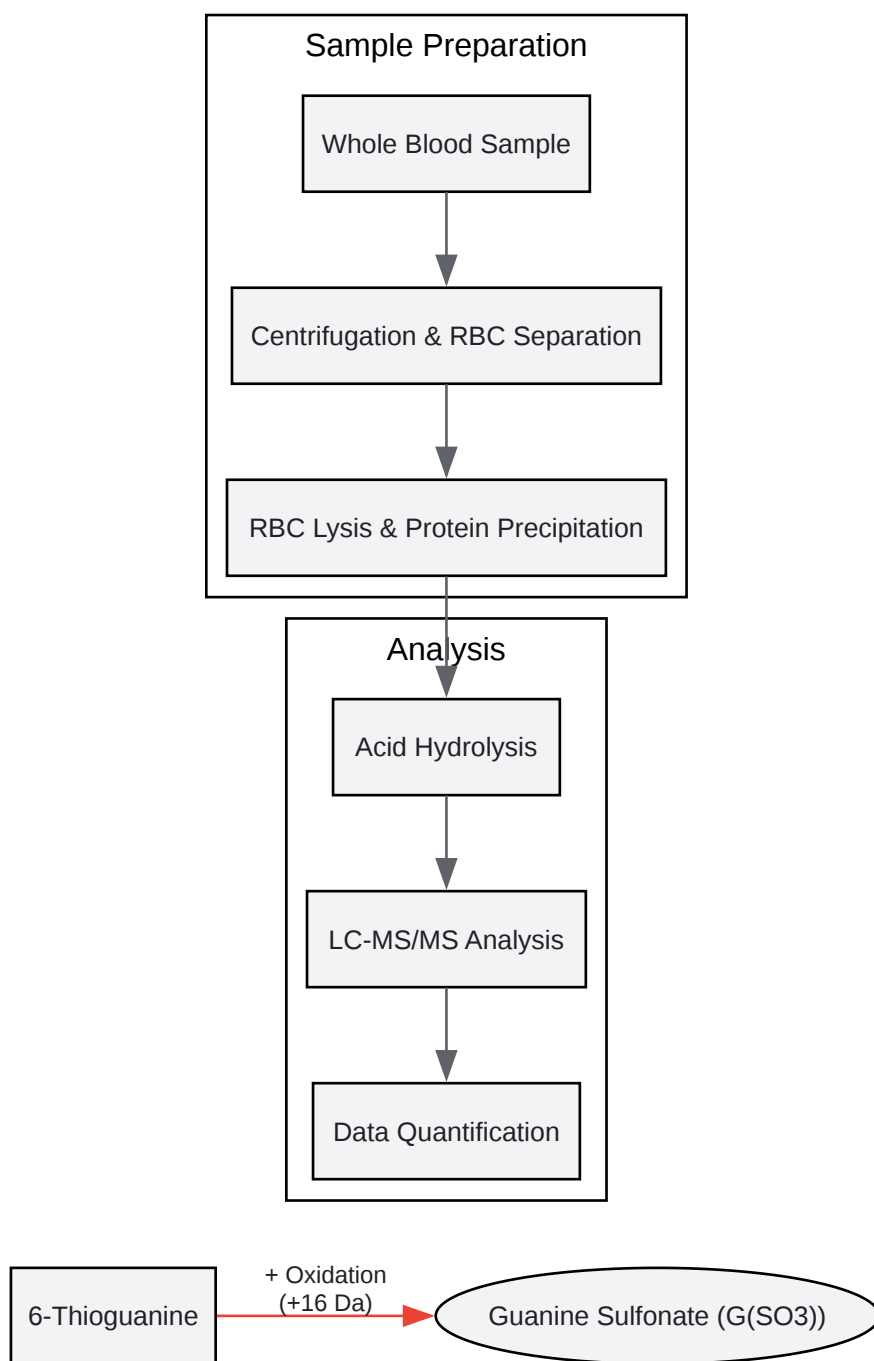 Sample Preparation
Whole Blood Sample
Centrifugation & RBC Separation
RBC Lysis & Protein Precipitation
Analysis
Acid Hydrolysis
LC-MS/MS Analysis
Data Quantification
6-Thioguanine
+ Oxidation
(+16 Da)
Guanine Sulfonate (G(SO3))